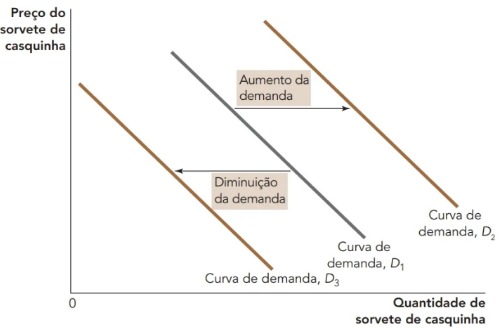 Preço do
sorvete de
casquinha
Aumento da
demanda
Diminuição
da demanda
Curva de
demanda, D2
Curva de
demanda, D1
Curva de demanda, D3
0
Quantidade de
sorvete de casquinha